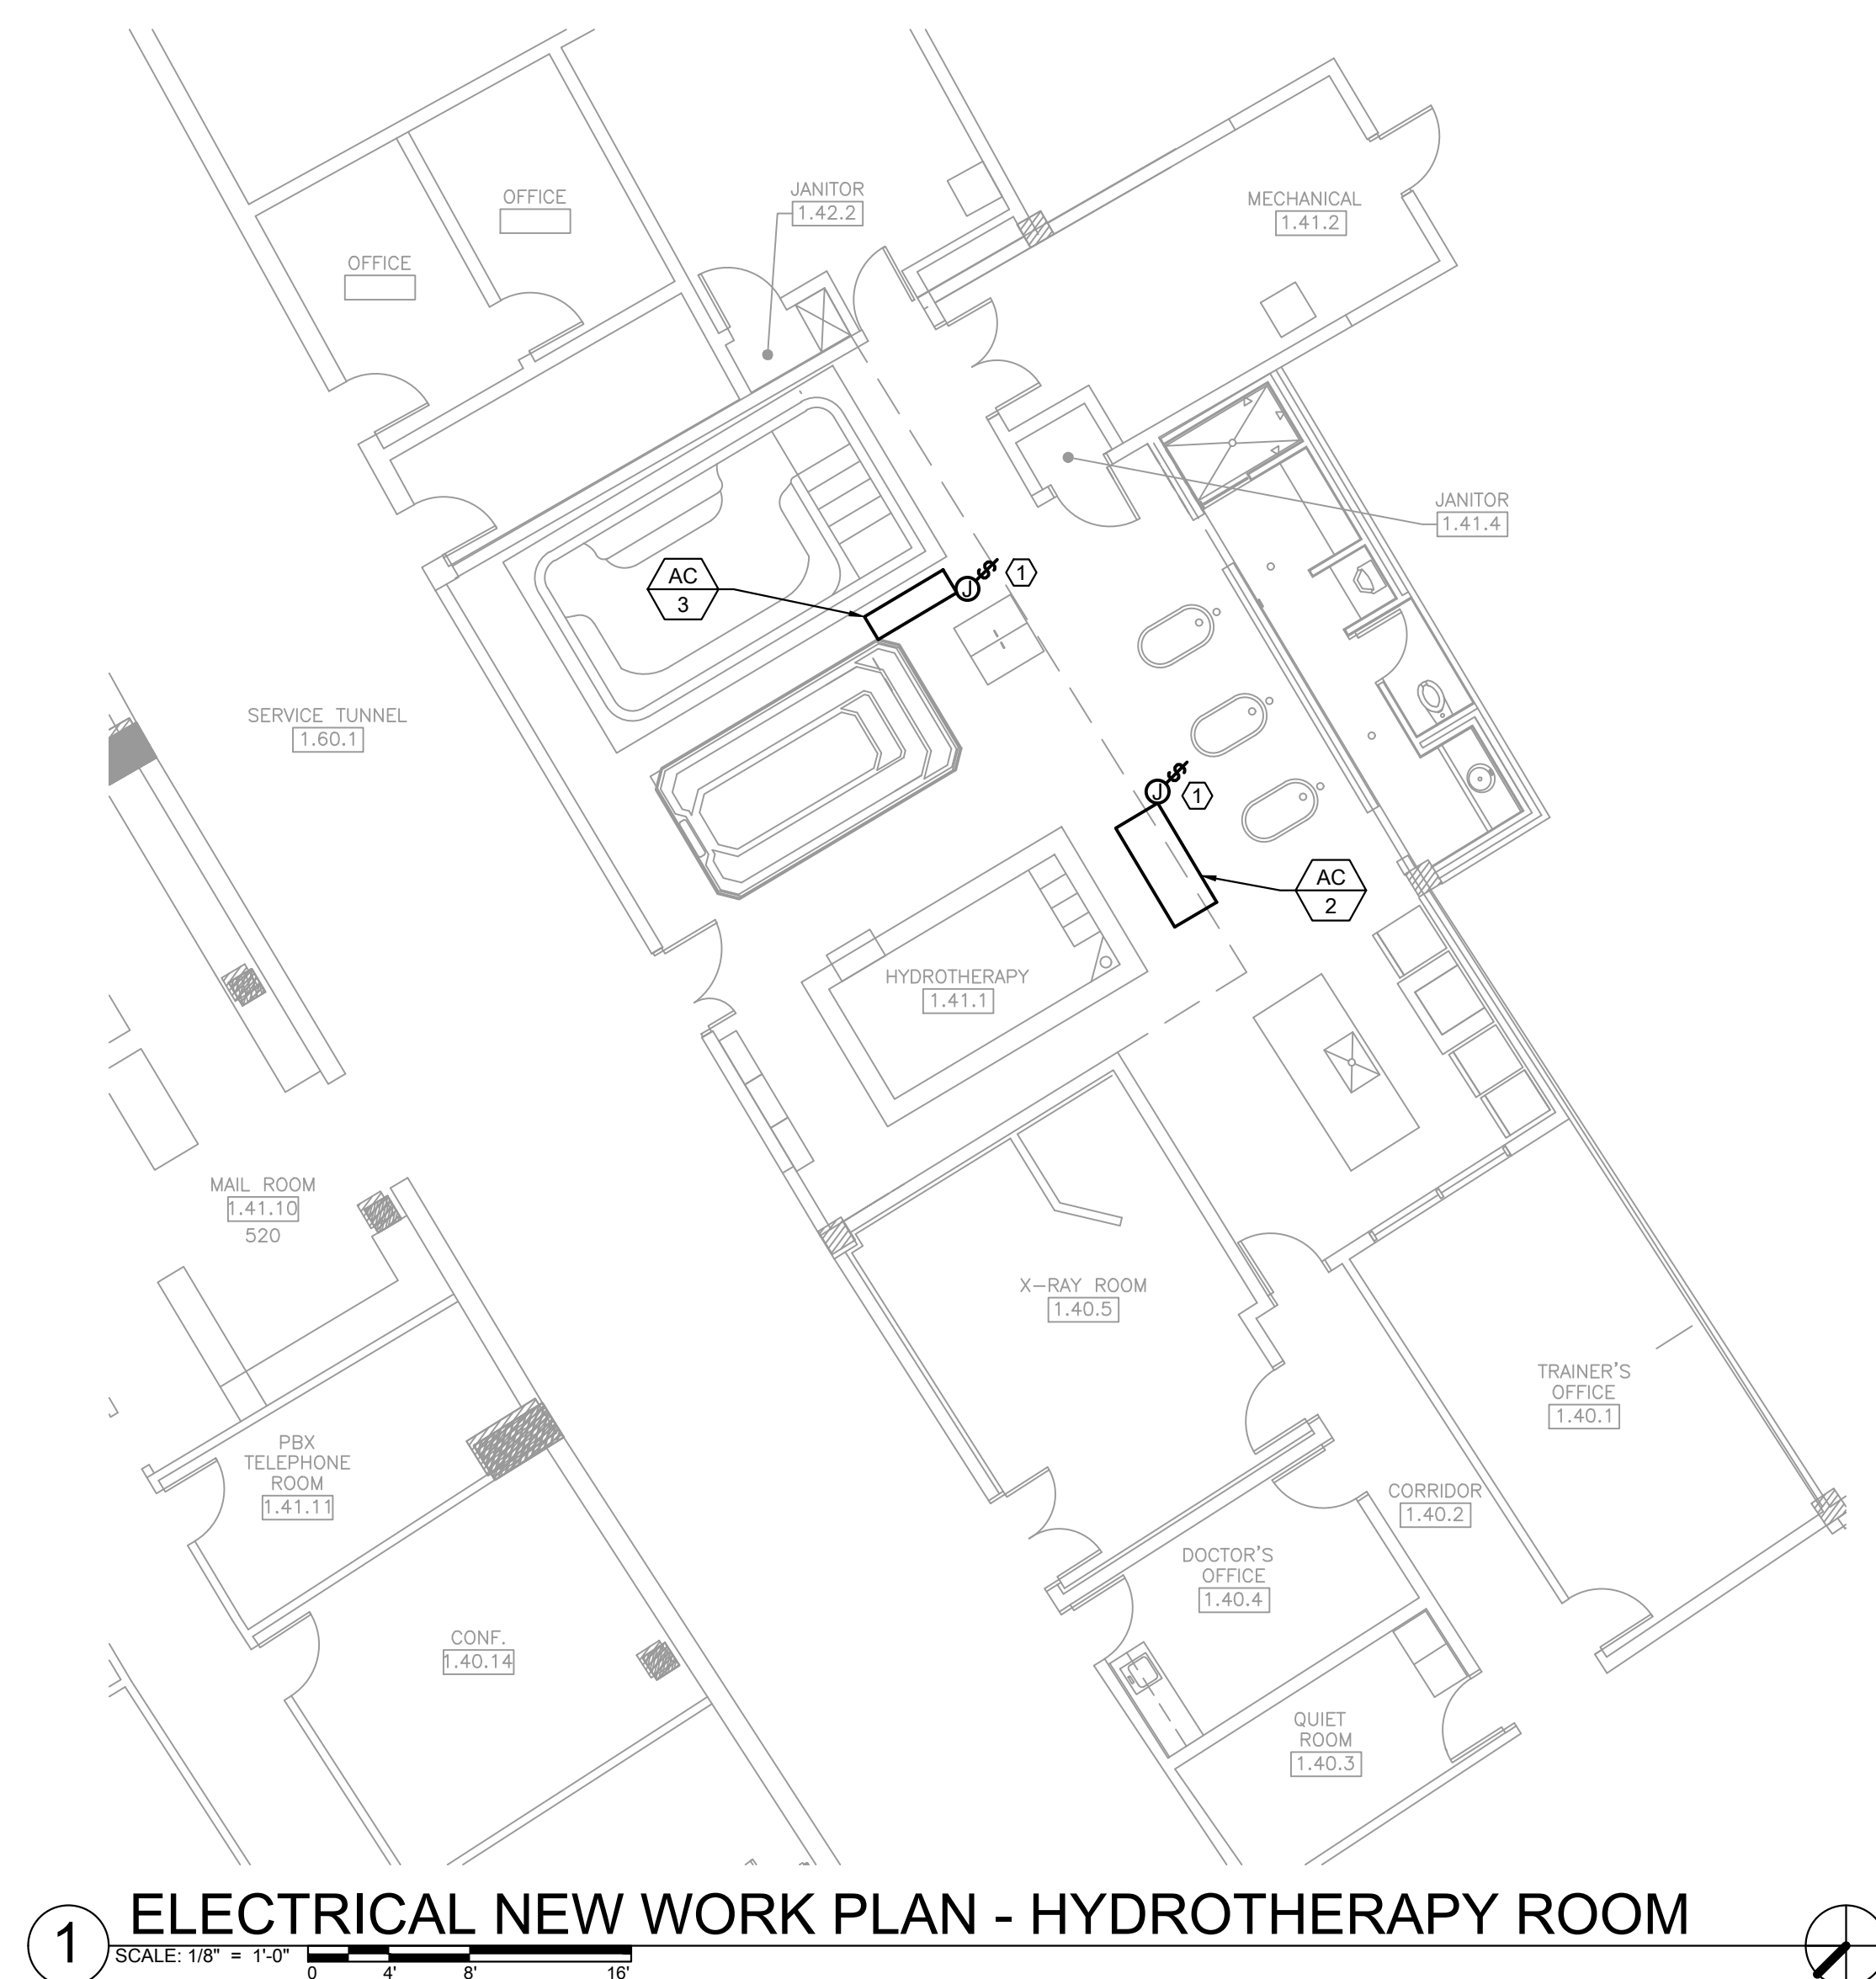 OFFICE
OFFICE
JANITOR
1.42.2
MECHANICAL
1.41.2
JANITOR
1.41.4
AC
3
J
$
1
SERVICE TUNNEL
1.60.1
J
$
1
AC
2
HYDROTHERAPY
1.41.1
MAIL ROOM
1.41.10
520
X-RAY ROOM
1.40.5
TRAINER'S
OFFICE
1.40.1
PBX
TELEPHONE
ROOM
1.41.11
CORRIDOR
1.40.2
DOCTOR'S
OFFICE
1.40.4
CONF.
1.40.14
QUIET
ROOM
1.40.3
1
ELECTRICAL NEW WORK PLAN - HYDROTHERAPY ROOM
SCALE: 1/8" = 1'-0"
0 4' 8' 16'